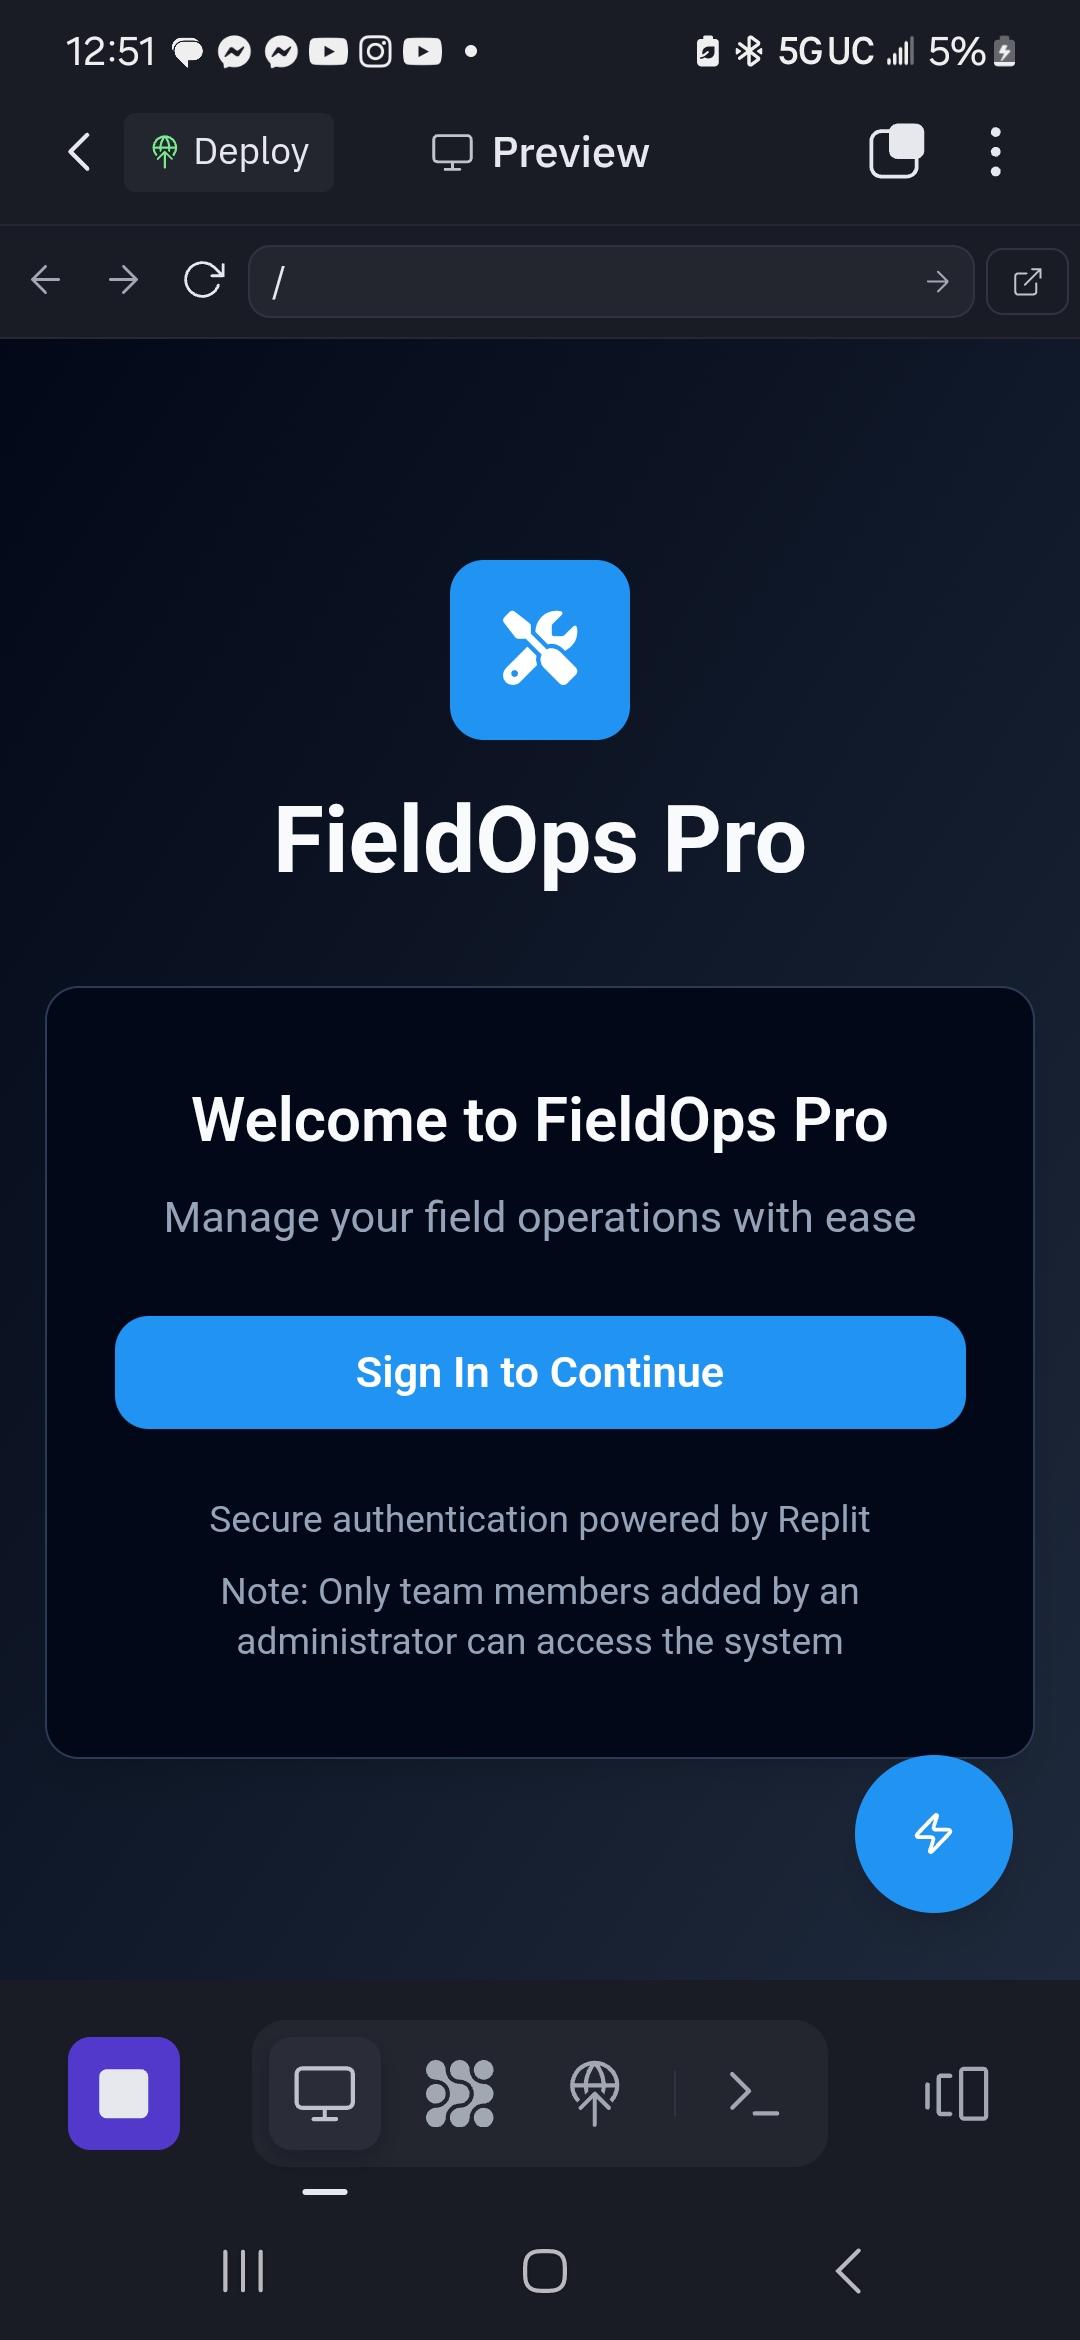 12:51
5G UC 5%
Deploy
Preview
/
FieldOps Pro
Welcome to FieldOps Pro
Manage your field operations with ease
Sign In to Continue
Secure authentication powered by Replit
Note: Only team members added by an
administrator can access the system